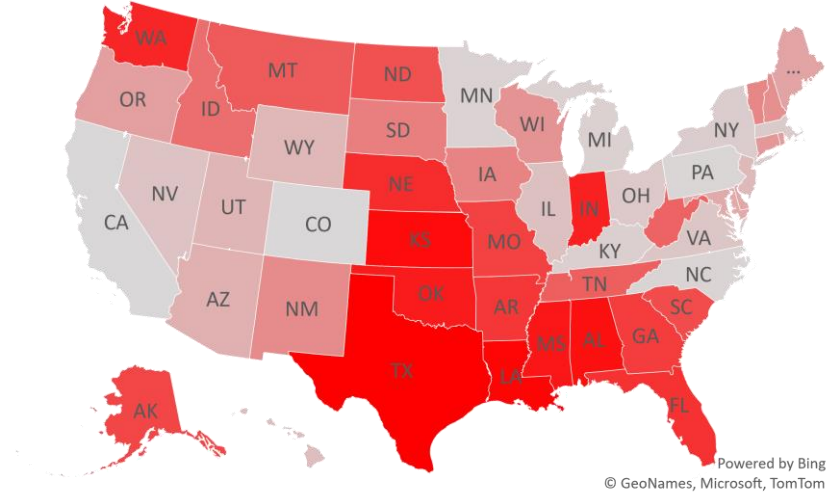 WA
MT
ND
MN
OR
ID
SD
WI
MI
NY
...
WY
IA
PA
NE
NV
UT
CO
IL
IN
OH
CA
KS
MO
KY
VA
AZ
NM
OK
AR
TN
NC
SC
TX
LA
MS
AL
GA
FL
AK
Powered by Bing
© GeoNames, Microsoft, TomTom